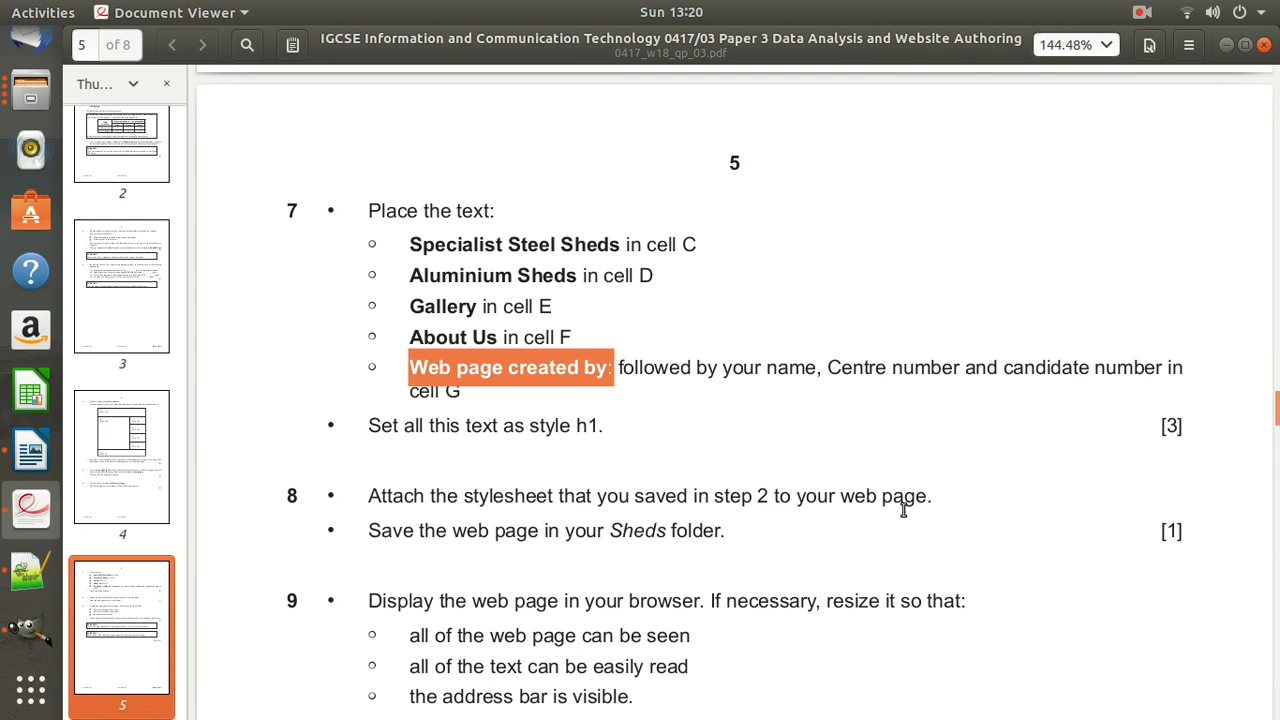 Activities
Document Viewer
Sun 13:20
5
of 8
IGCSE Information and Communication Technology 0417/03 Paper 3 Data Analysis and Website Authoring
0417_w18_qp_03.pdf
144.48%
Thu...
2
3
4
5
5
7 • Place the text:
Specialist Steel Sheds in cell C
Aluminium Sheds in cell D
Gallery in cell E
About Us in cell F
Web page created by: followed by your name, Centre number and candidate number in
cell G
• Set all this text as style h1. [3]
8 • Attach the stylesheet that you saved in step 2 to your web page.
• Save the web page in your Sheds folder. [1]
9 • Display the web page in your browser. If necessary, resize it so that:
all of the web page can be seen
all of the text can be easily read
the address bar is visible.